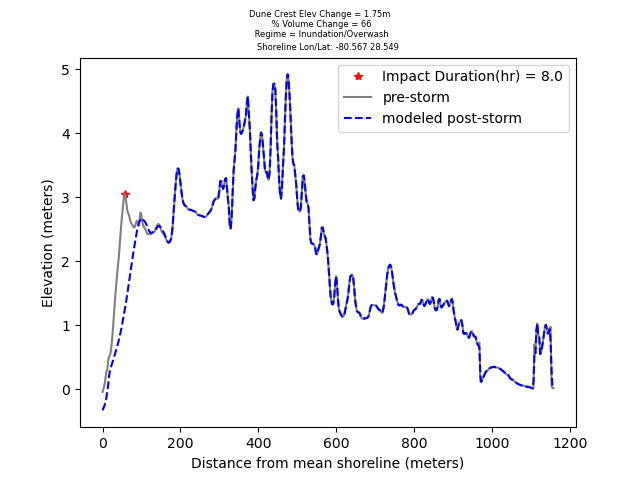 Dune Crest Elev Change = 1.75m
% Volume Change = 66
Regime = Inundation/Overwash
Shoreline Lon/Lat: -80.567 28.549
Impact Duration(hr) = 8.0
pre-storm
modeled post-storm
Elevation (meters)
5
4
3
2
1
0
0 200 400 600 800 1000 1200
Distance from mean shoreline (meters)